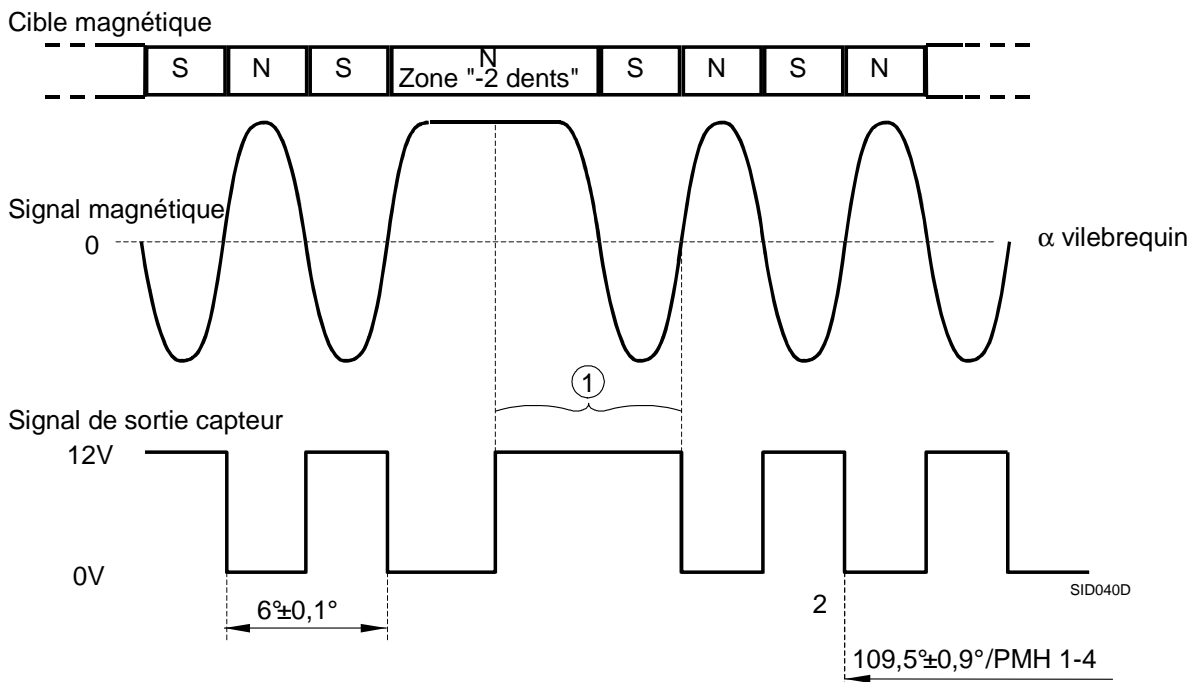 Cible magnétique
S N S N S N S N
Zone "-2 dents"
Signal magnétique
0
α vilebrequin
1
Signal de sortie capteur
12V
0V
6°±0,1°
2
SID040D
109,5°±0,9°/PMH 1-4